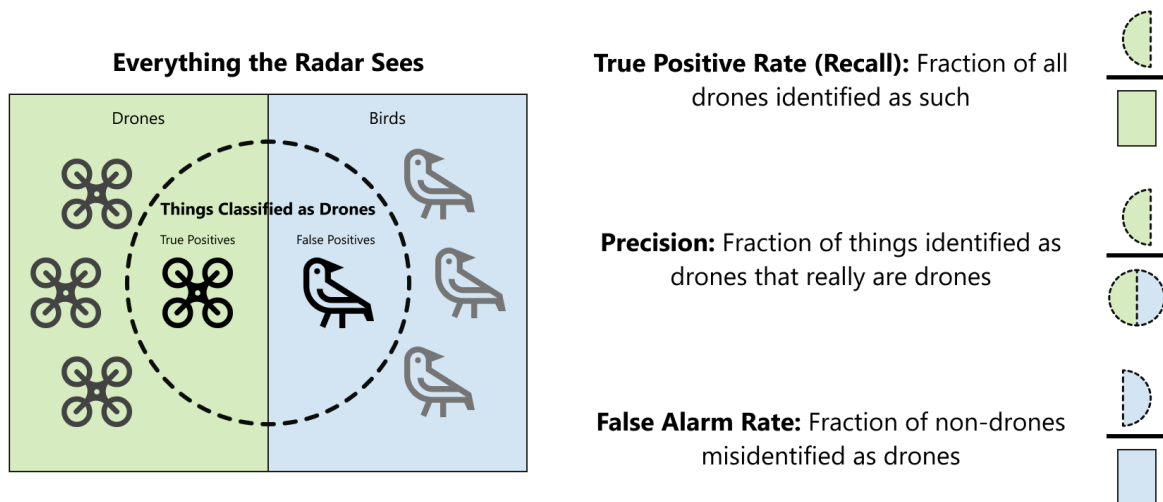 Everything the Radar Sees
Drones
Birds
Things Classified as Drones
True Positives
False Positives
True Positive Rate (Recall): Fraction of all
drones identified as such
Precision: Fraction of things identified as
drones that really are drones
False Alarm Rate: Fraction of non-drones
misidentified as drones